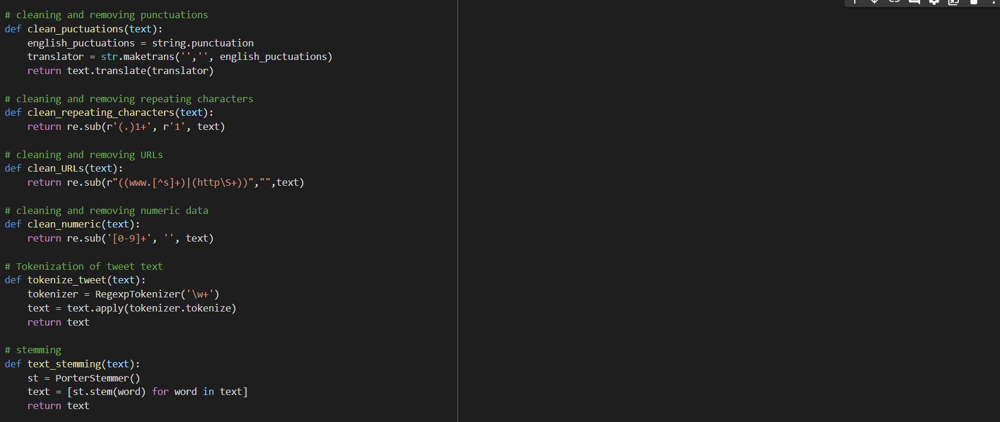 # cleaning and removing punctuations
def clean_puctuations(text):
    english_puctuations = string.punctuation
    translator = str.maketrans('','', english_puctuations)
    return text.translate(translator)

# cleaning and removing repeating characters
def clean_repeating_characters(text):
    return re.sub(r'(.)1+', r'1', text)

# cleaning and removing URLs
def clean_URLs(text):
    return re.sub(r"((www.[^s]+)|(http\S+))","",text)

# cleaning and removing numeric data
def clean_numeric(text):
    return re.sub('[0-9]+', '', text)

# Tokenization of tweet text
def tokenize_tweet(text):
    tokenizer = RegexpTokenizer('\w+')
    text = text.apply(tokenizer.tokenize)
    return text

# stemming
def text_stemming(text):
    st = PorterStemmer()
    text = [st.stem(word) for word in text]
    return text